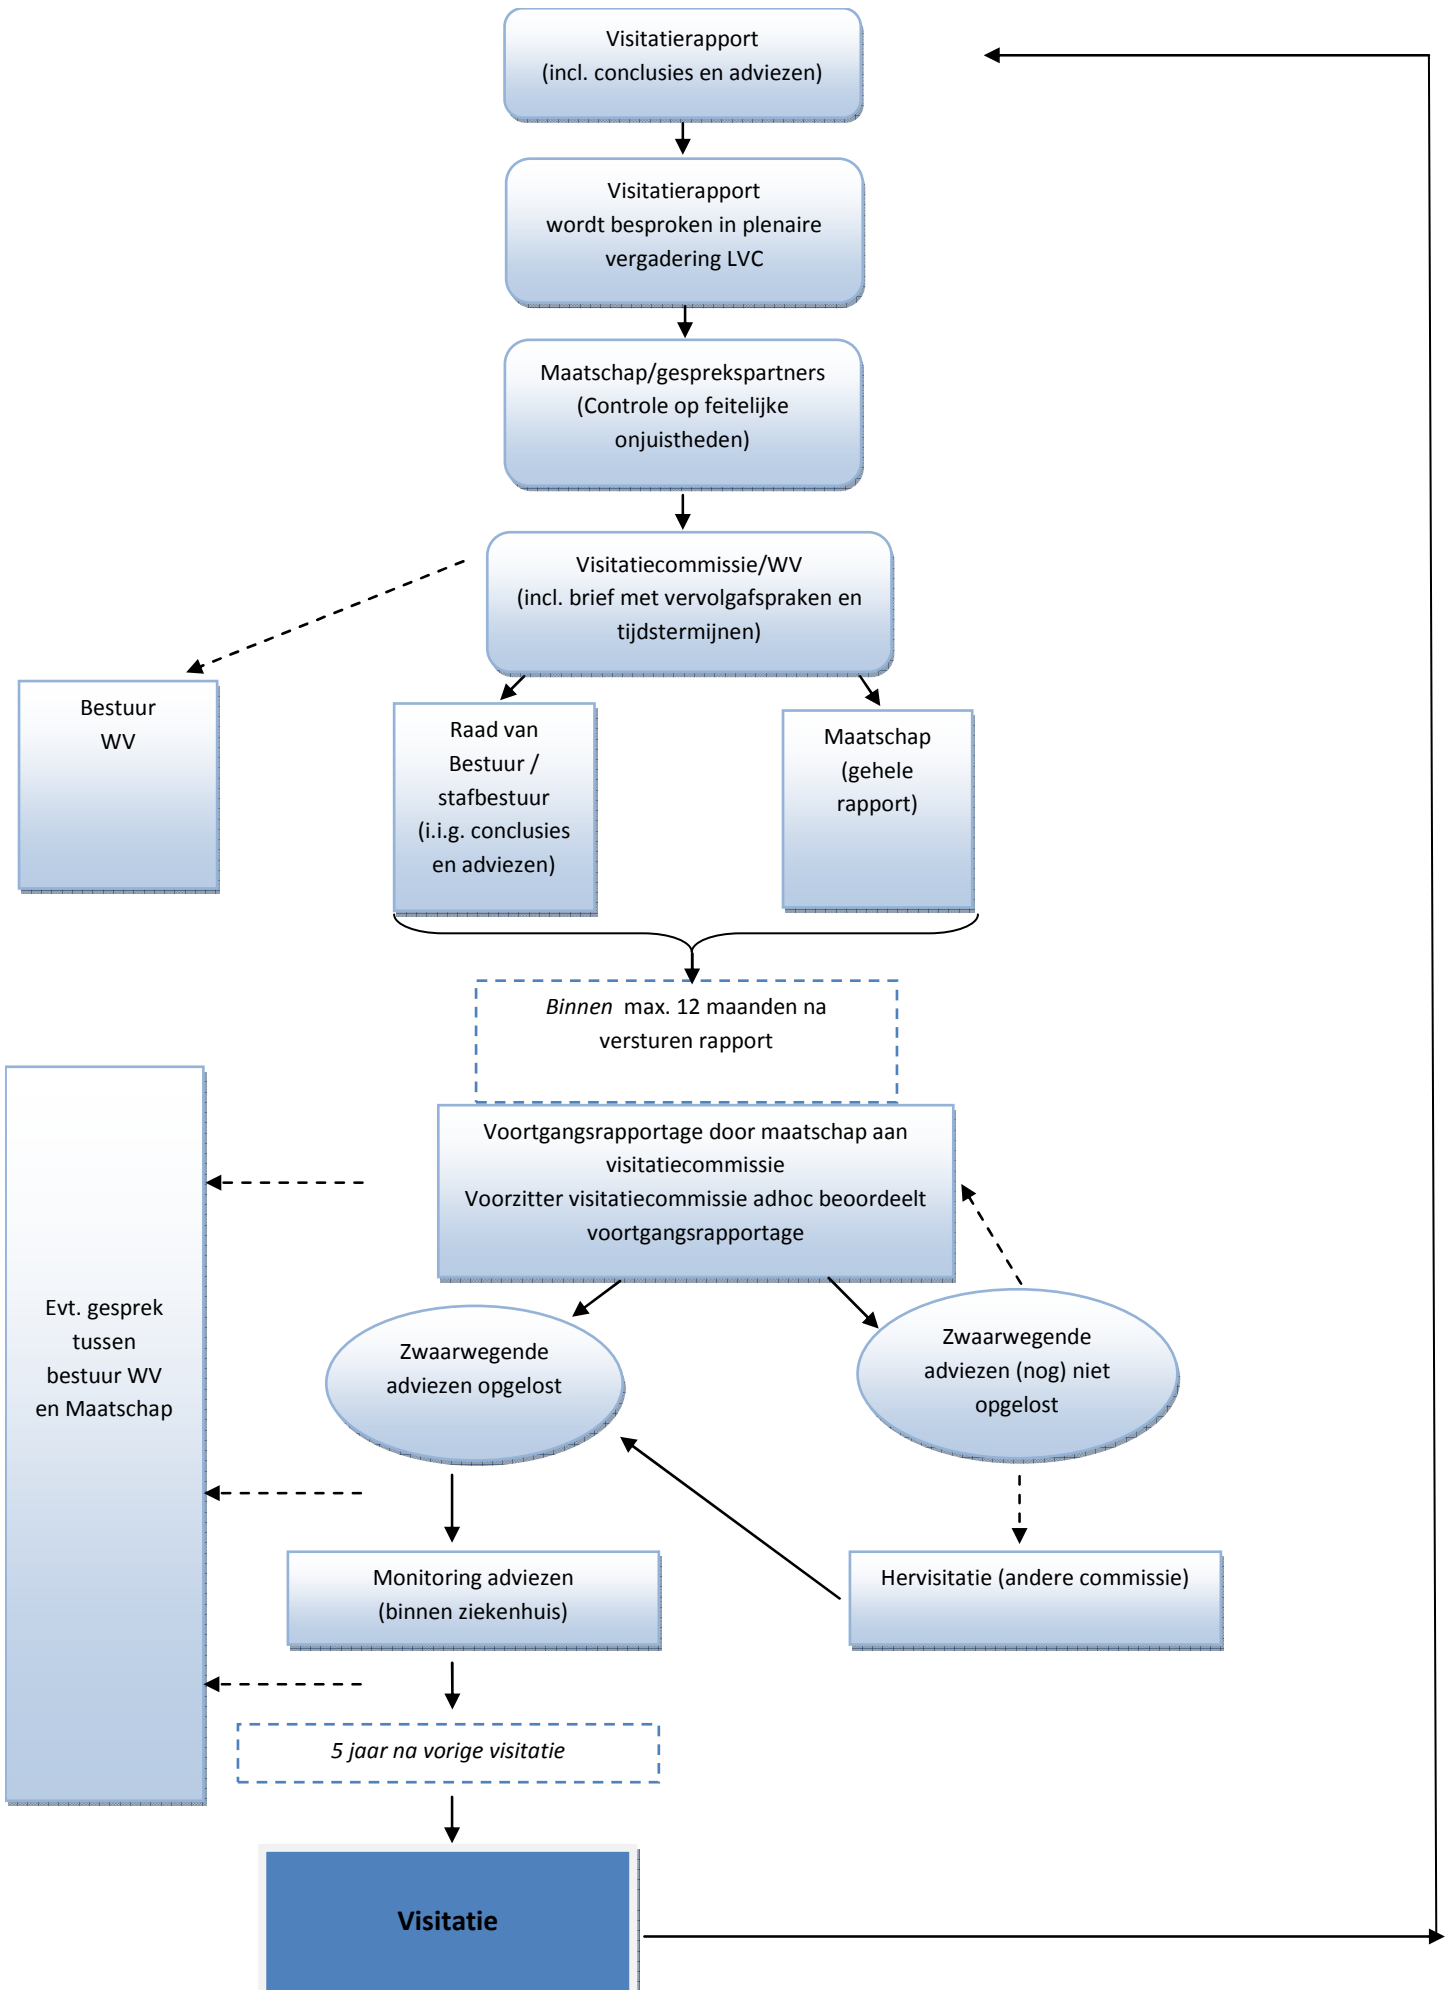 Visitatierapport
(incl. conclusies en adviezen)
Visitatierapport
wordt besproken in plenaire
vergadering LVC
Maatschap/gesprekspartners
(Controle op feitelijke
onjuistheden)
Visitatiecommissie/WV
(incl. brief met vervolgafspraken en
tijdstermijnen)
Bestuur
WV
Raad van
Bestuur /
stafbestuur
(i.i.g. conclusies
en adviezen)
Maatschap
(gehele
rapport)
Binnen max. 12 maanden na
versturen rapport
Voortgangsrapportage door maatschap aan
visitatiecommissie
Voorzitter visitatiecommissie adhoc beoordeelt
voortgangsrapportage
Evt. gesprek
tussen
bestuur WV
en Maatschap
Zwaarwegende
adviezen opgelost
Zwaarwegende
adviezen (nog) niet
opgelost
Monitoring adviezen
(binnen ziekenhuis)
Hervisitatie (andere commissie)
5 jaar na vorige visitatie
Visitatie